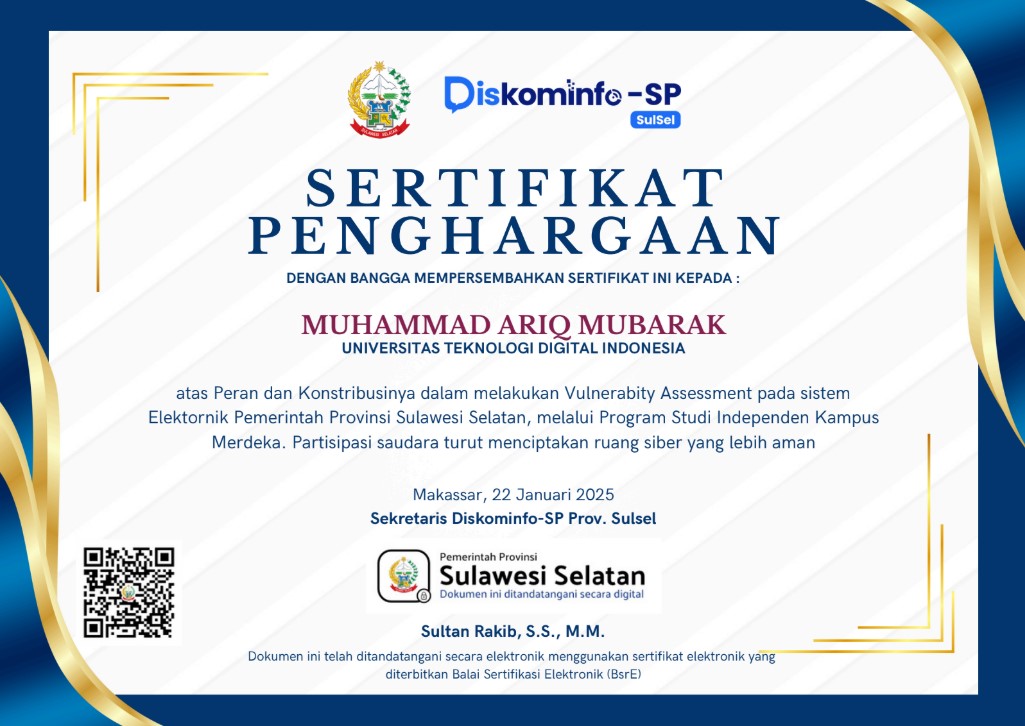 SULAWESI SELATAN
Diskominfo-SP
SulSel
SERTIFIKAT
PENGHARGAAN
DENGAN BANGGA MEMPERSEMBAHKAN SERTIFIKAT INI KEPADA :
MUHAMMAD ARIQ MUBARAK
UNIVERSITAS TEKNOLOGI DIGITAL INDONESIA
atas Peran dan Konstribusinya dalam melakukan Vulnerabity Assessment pada sistem
Elektornik Pemerintah Provinsi Sulawesi Selatan, melalui Program Studi Independen Kampus
Merdeka. Partisipasi saudara turut menciptakan ruang siber yang lebih aman
Makassar, 22 Januari 2025
Sekretaris Diskominfo-SP Prov. Sulsel
Pemerintah Provinsi
Sulawesi Selatan
Dokumen ini ditandatangani secara digital
Sultan Rakib, S.S., M.M.
Dokumen ini telah ditandatangani secara elektronik menggunakan sertifikat elektronik yang
diterbitkan Balai Sertifikasi Elektronik (BsrE)